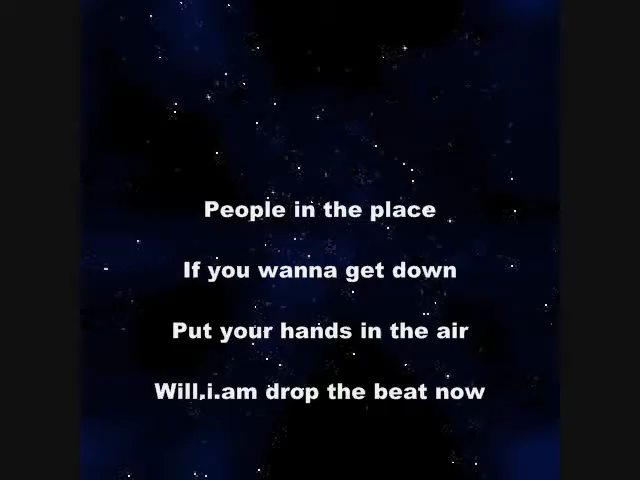 People in the place
If you wanna get down
Put your hands in the air
Will.i.am drop the beat now